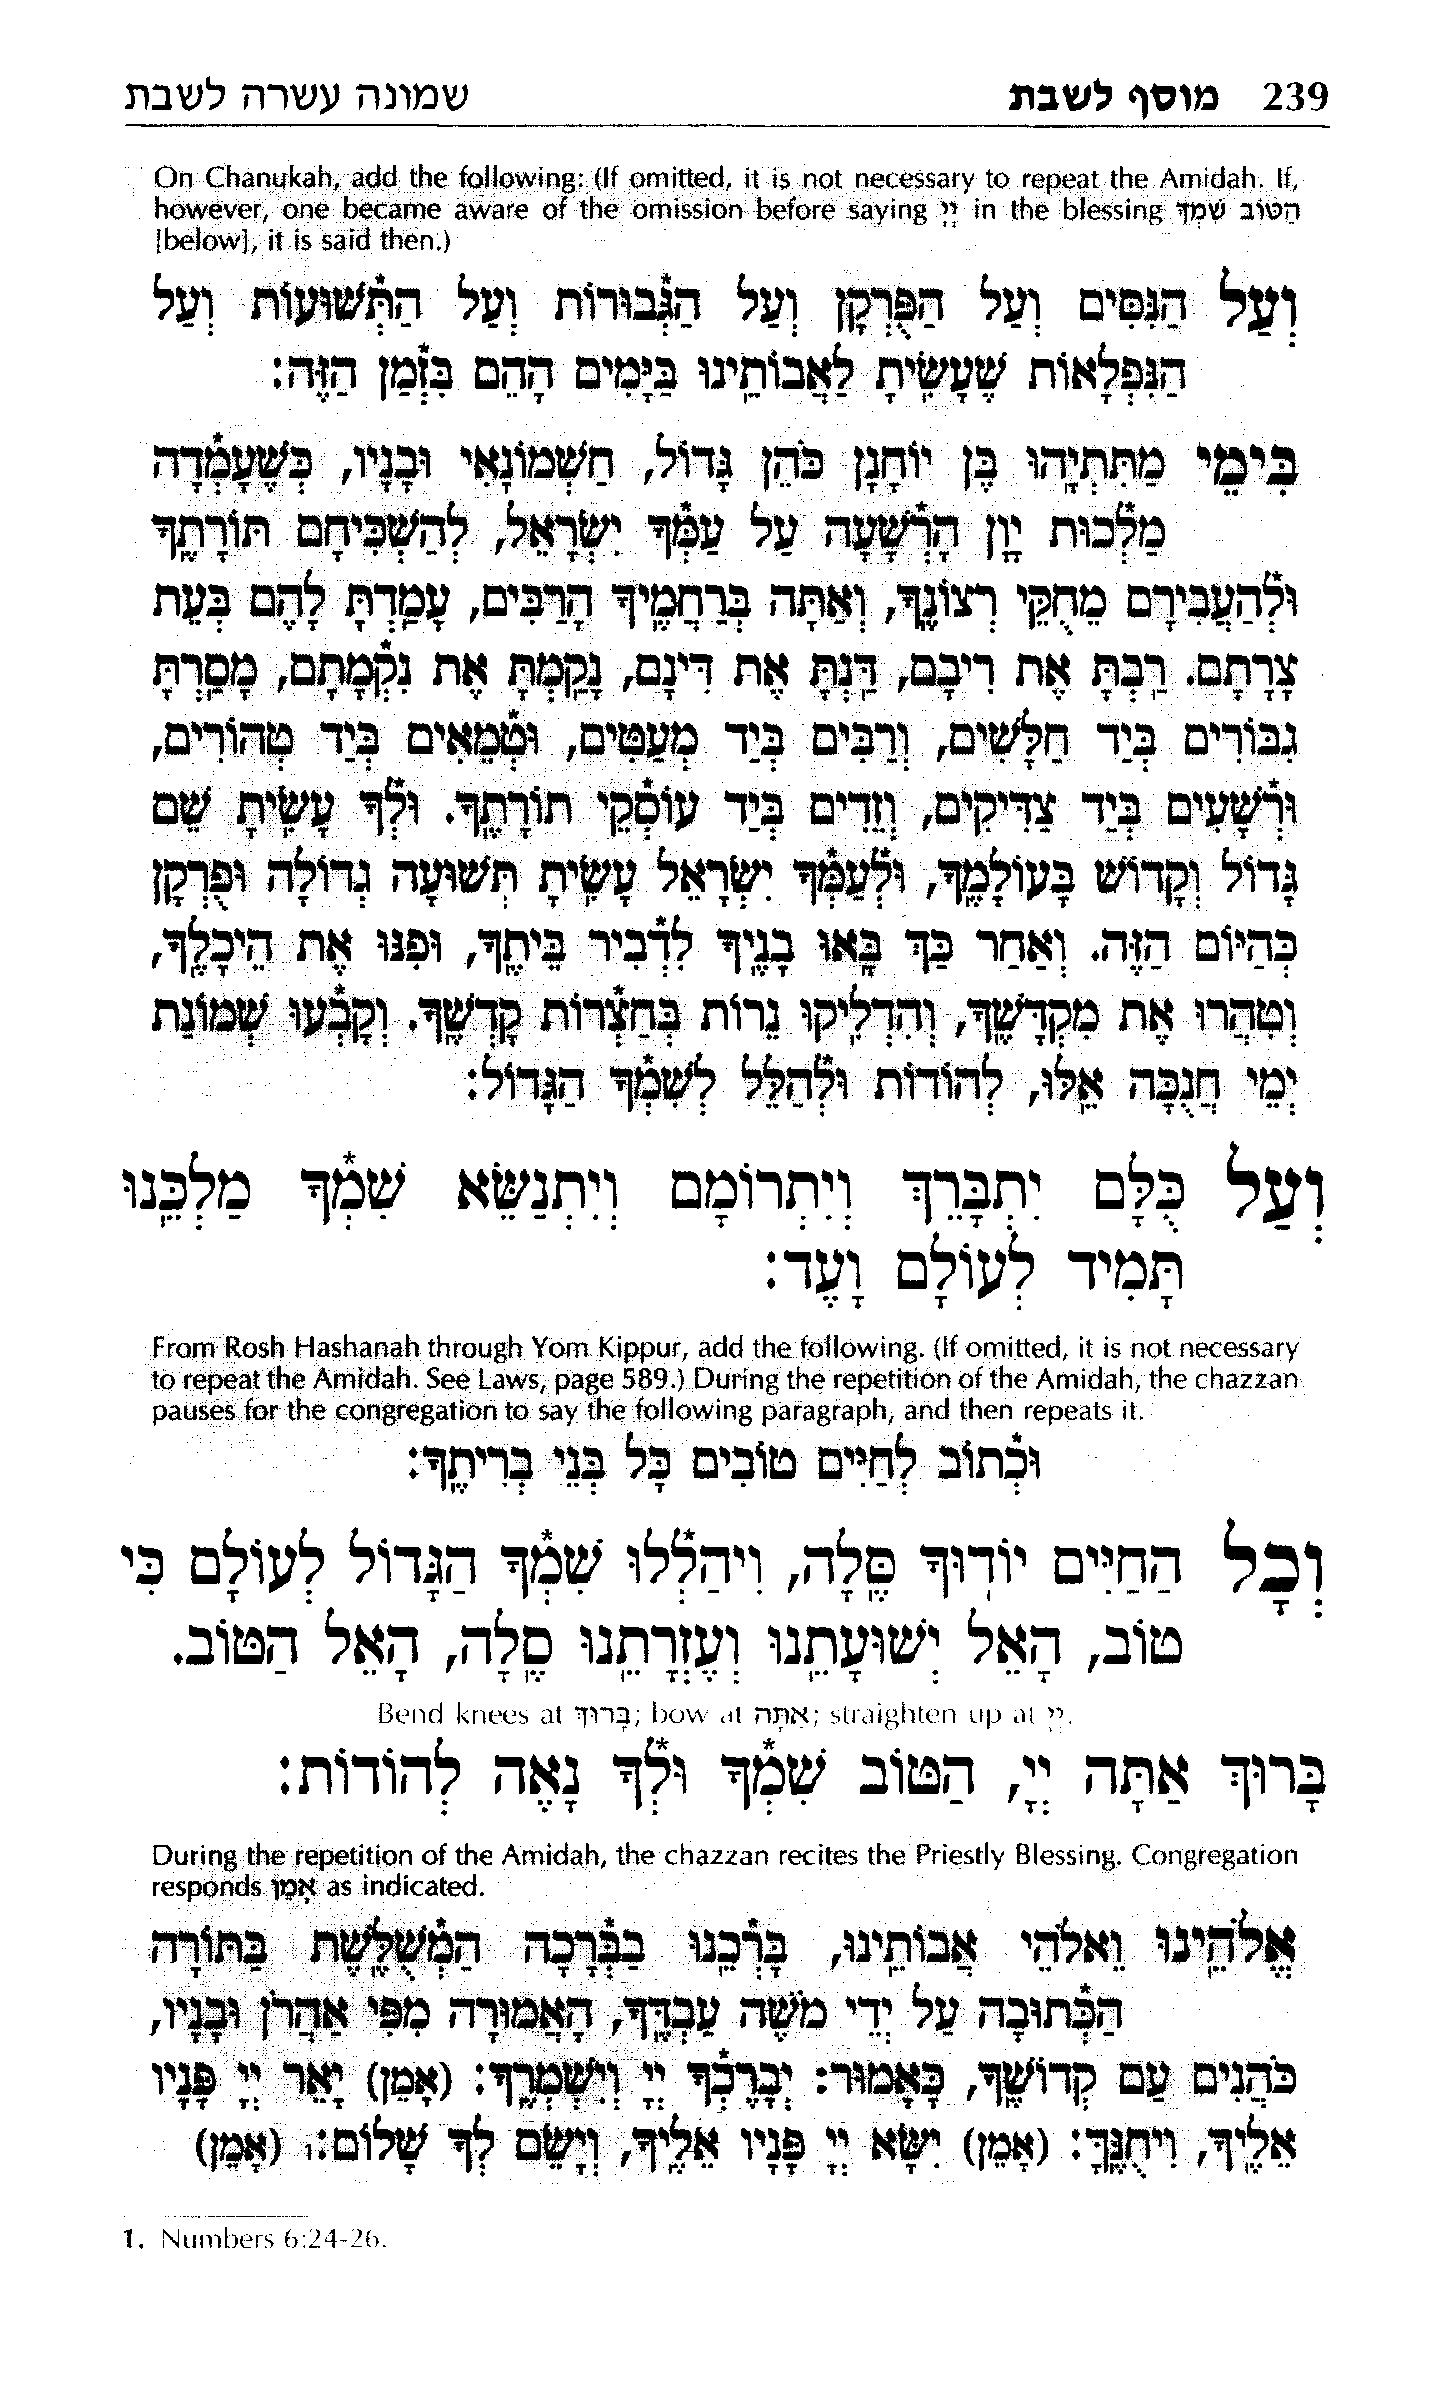 239 מוסף לשבת שמונה עשרה לשבת
On Chanukah, add the following: (If omitted, it is not necessary to repeat the Amidah. If,
however, one became aware of the omission before saying יְיָ in the blessing הַטּוֹב שִׁמְךָ
[below], it is said then.)
וְעַל הַנִּסִּים וְעַל הַפֻּרְקָן וְעַל הַגְּבוּרוֹת וְעַל הַתְּשׁוּעוֹת וְעַל
הַנִּפְלָאוֹת שֶׁעָשִׂיתָ לַאֲבוֹתֵינוּ בַּיָּמִים הָהֵם בִּזְּמַן הַזֶּה:
בִּימֵי מַתִּתְיָהוּ בֶּן יוֹחָנָן כֹּהֵן גָּדוֹל, חַשְׁמוֹנָאִי וּבָנָיו, כְּשֶׁעָמְדָה
מַלְכוּת יָוָן הָרְשָׁעָה עַל עַמְּךָ יִשְׂרָאֵל, לְהַשְׁכִּיחָם תּוֹרָתֶךָ
וּלְהַעֲבִירָם מֵחֻקֵּי רְצוֹנֶךָ, וְאַתָּה בְּרַחֲמֶיךָ הָרַבִּים, עָמַדְתָּ לָהֶם בְּעֵת
צָרָתָם. רַבְתָּ אֶת רִיבָם, דַּנְתָּ אֶת דִּינָם, נָקַמְתָּ אֶת נִקְמָתָם, מָסַרְתָּ
גִבּוֹרִים בְּיַד חַלָּשִׁים, וְרַבִּים בְּיַד מְעַטִּים, וּטְמֵאִים בְּיַד טְהוֹרִים,
וּרְשָׁעִים בְּיַד צַדִּיקִים, וְזֵדִים בְּיַד עוֹסְקֵי תוֹרָתֶךָ. וּלְךָ עָשִׂיתָ שֵׁם
גָּדוֹל וְקָדוֹשׁ בָּעוֹלָמֶךָ, וּלְעַמְּךָ יִשְׂרָאֵל עָשִׂיתָ תְּשׁוּעָה גְדוֹלָה וּפֻרְקָן
כְּהַיּוֹם הַזֶּה. וְאַחַר כַּךְ בָּאוּ בָנֶיךָ לִדְבִיר בֵּיתֶךָ, וּפִנּוּ אֶת הֵיכָלֶךָ,
וְטִהֲרוּ אֶת מִקְדָּשֶׁךָ, וְהִדְלִיקוּ נֵרוֹת בְּחַצְרוֹת קָדְשֶׁךָ. וְקָבְעוּ שְׁמוֹנַת
יְמֵי חֲנֻכָּה אֵלּוּ, לְהוֹדוֹת וּלְהַלֵּל לְשִׁמְךָ הַגָּדוֹל:
וְעַל כֻּלָּם יִתְבָּרֵךְ וְיִתְרוֹמָם וְיִתְנַשֵּׂא שִׁמְךָ מַלְכֵּנוּ
תָּמִיד לְעוֹלָם וָעֶד:
From Rosh Hashanah through Yom Kippur, add the following. (If omitted, it is not necessary
to repeat the Amidah. See Laws, page 589.) During the repetition of the Amidah, the chazzan
pauses for the congregation to say the following paragraph, and then repeats it.
וּכְתוֹב לְחַיִּים טוֹבִים כָּל בְּנֵי בְרִיתֶךָ:
וְכָל הַחַיִּים יוֹדוּךָ סֶּלָה, וִיהַלְלוּ שִׁמְךָ הַגָּדוֹל לְעוֹלָם כִּי
טוֹב, הָאֵל יְשׁוּעָתֵנוּ וְעֶזְרָתֵנוּ סֶלָה, הָאֵל הַטּוֹב.
Bend knees at בָּרוּךְ; bow at אַתָּה; straighten up at יְיָ.
בָּרוּךְ אַתָּה יְיָ, הַטּוֹב שִׁמְךָ וּלְךָ נָאֶה לְהוֹדוֹת:
During the repetition of the Amidah, the chazzan recites the Priestly Blessing. Congregation
responds אָמֵן as indicated.
אֱלֹהֵינוּ וֵאלֹהֵי אֲבוֹתֵינוּ, בָּרְכֵנוּ בַבְּרָכָה הַמְשֻׁלֶּשֶׁת בַּתּוֹרָה
הַכְּתוּבָה עַל יְדֵי מֹשֶׁה עַבְדֶּךָ, הָאֲמוּרָה מִפִּי אַהֲרֹן וּבָנָיו,
כֹּהֲנִים עַם קְדוֹשֶׁךָ, כָּאָמוּר: יְבָרֶכְךָ יְיָ וְיִשְׁמְרֶךָ: (אָמֵן) יָאֵר יְיָ פָּנָיו
אֵלֶיךָ, וִיחֻנֶּךָּ: (אָמֵן) יִשָּׂא יְיָ פָּנָיו אֵלֶיךָ, וְיָשֵׂם לְךָ שָׁלוֹם:1 (אָמֵן)
1. Numbers 6:24-26.